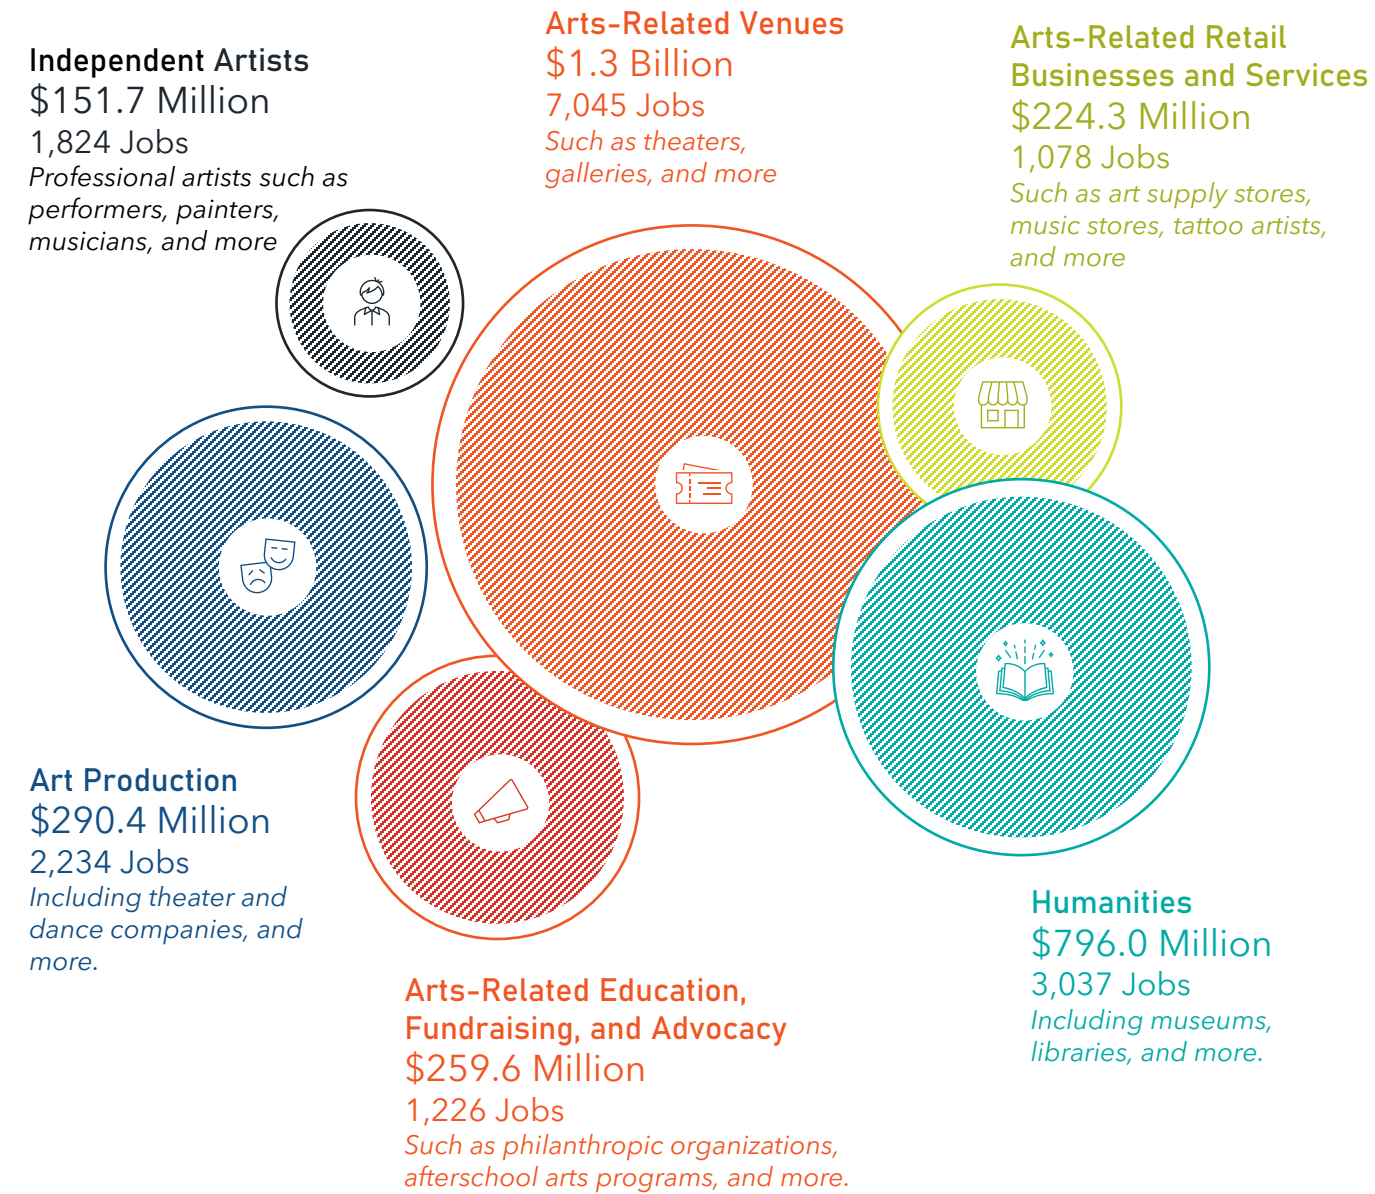 Independent Artists
$151.7 Million
1,824 Jobs
Professional artists such as
performers, painters,
musicians, and more
Arts-Related Venues
$1.3 Billion
7,045 Jobs
Such as theaters,
galleries, and more
Arts-Related Retail
Businesses and Services
$224.3 Million
1,078 Jobs
Such as art supply stores,
music stores, tattoo artists,
and more
Art Production
$290.4 Million
2,234 Jobs
Including theater and
dance companies, and
more.
Arts-Related Education,
Fundraising, and Advocacy
$259.6 Million
1,226 Jobs
Such as philanthropic organizations,
afterschool arts programs, and more.
Humanities
$796.0 Million
3,037 Jobs
Including museums,
libraries, and more.